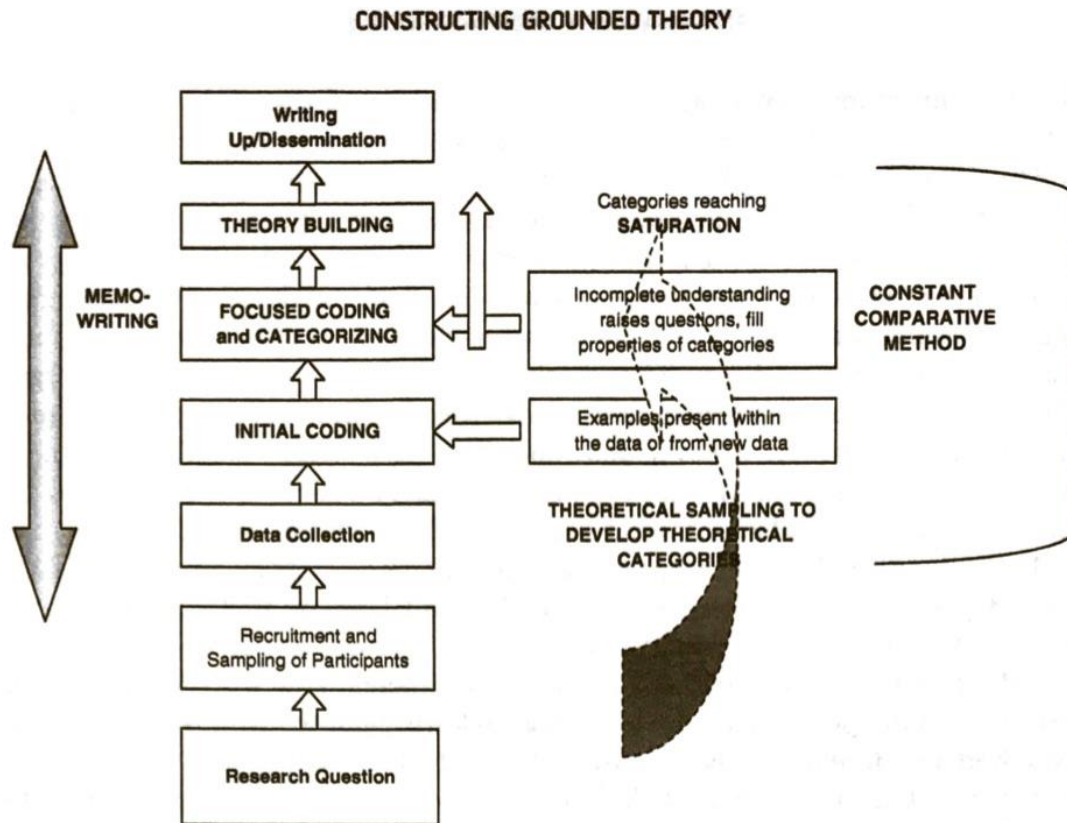 CONSTRUCTING GROUNDED THEORY
Writing
Up/Dissemination
THEORY BUILDING
MEMO-
WRITING
FOCUSED CODING
and CATEGORIZING
INITIAL CODING
Data Collection
Recruitment and
Sampling of Participants
Research Question
Categories reaching
SATURATION
Incomplete understanding
raises questions, fill
properties of categories
Examples present within
the data of from new data
THEORETICAL SAMPLING TO
DEVELOP THEORETICAL
CATEGORIES
CONSTANT
COMPARATIVE
METHOD